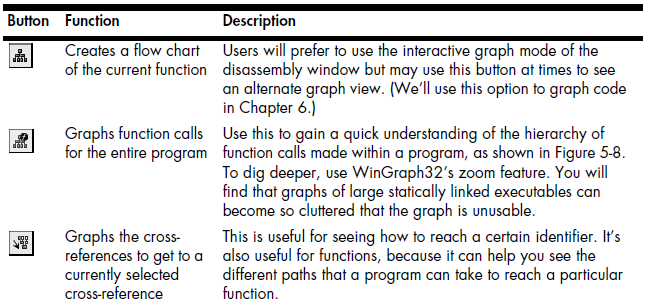 Button Function Description
Creates a flow chart Users will prefer to use the interactive graph mode of the
of the current function disassembly window but may use this button at times to see
an alternate graph view. (We’ll use this option to graph code
in Chapter 6.)
Graphs function calls Use this to gain a quick understanding of the hierarchy of
for the entire program function calls made within a program, as shown in Figure 5-8.
To dig deeper, use WinGraph32’s zoom feature. You will
find that graphs of large statically linked executables can
become so cluttered that the graph is unusable.
Graphs the cross- This is useful for seeing how to reach a certain identifier. It’s
references to get to a also useful for functions, because it can help you see the
currently selected different paths that a program can take to reach a particular
cross-reference function.